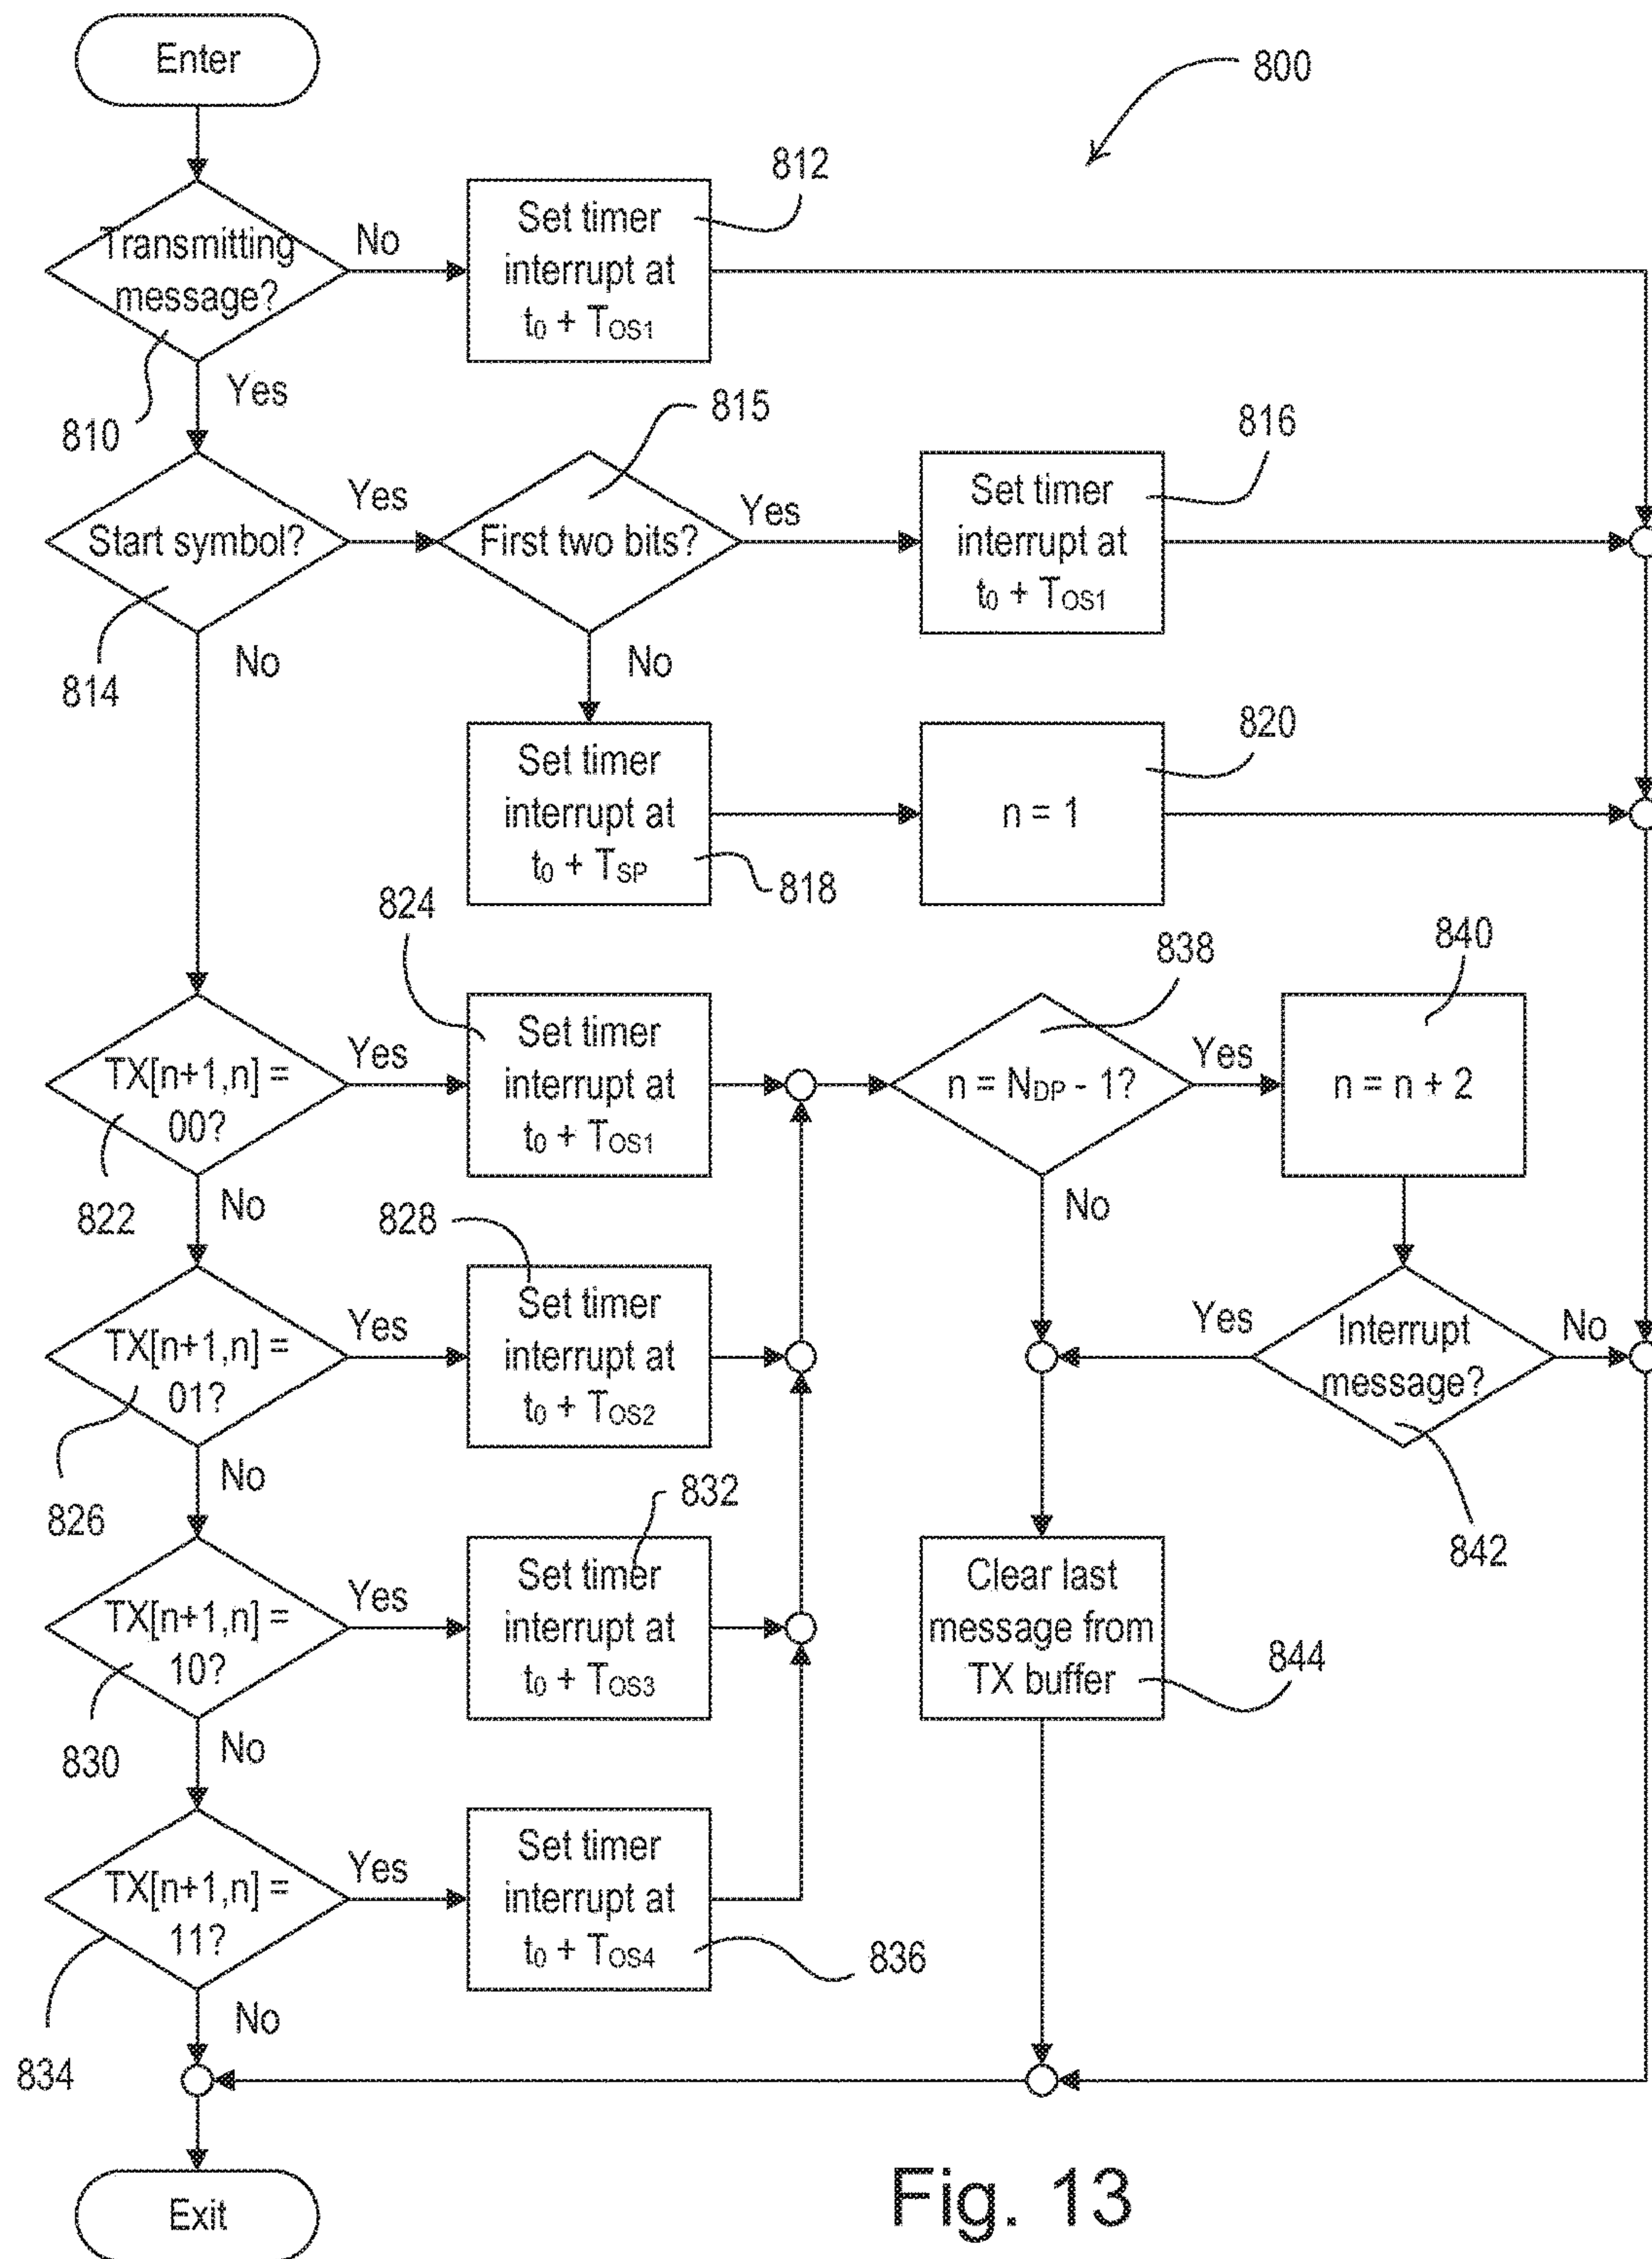 Enter
800
Transmitting
message?
No
Set timer
interrupt at
t0 + TOS1
812
810
Yes
Start symbol?
814
Yes
First two bits?
815
Yes
Set timer
interrupt at
t0 + TOS1
816
No
No
Set timer
interrupt at
t0 + TSP
818
n = 1
820
TX[n+1,n] =
00?
822
Yes
824
Set timer
interrupt at
t0 + TOS1
n = NDP - 1?
838
Yes
n = n + 2
840
No
No
TX[n+1,n] =
01?
826
Yes
828
Set timer
interrupt at
t0 + TOS2
Yes
Interrupt
message?
No
842
No
TX[n+1,n] =
10?
830
Yes
832
Set timer
interrupt at
t0 + TOS3
Clear last
message from
TX buffer
844
No
TX[n+1,n] =
11?
834
Yes
Set timer
interrupt at
t0 + TOS4
836
No
Exit
Fig. 13